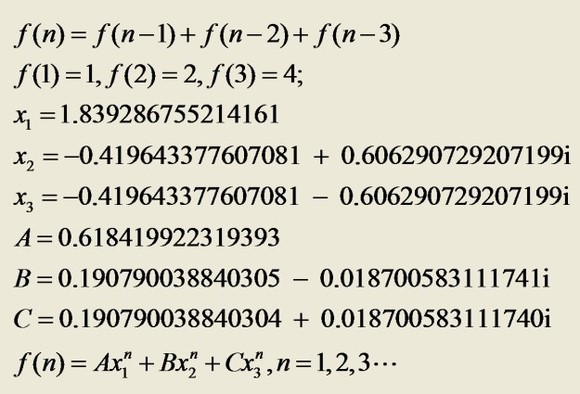 f(n) = f(n−1) + f(n−2) + f(n−3)
f(1) = 1, f(2) = 2, f(3) = 4;
x₁ = 1.839286755214161
x₂ = −0.419643377607081 + 0.606290729207199i
x₃ = −0.419643377607081 − 0.606290729207199i
A = 0.618419922319393
B = 0.190790038840305 − 0.018700583111741i
C = 0.190790038840304 + 0.018700583111740i
f(n) = Ax₁ⁿ + Bx₂ⁿ + Cx₃ⁿ, n = 1,2,3⋯